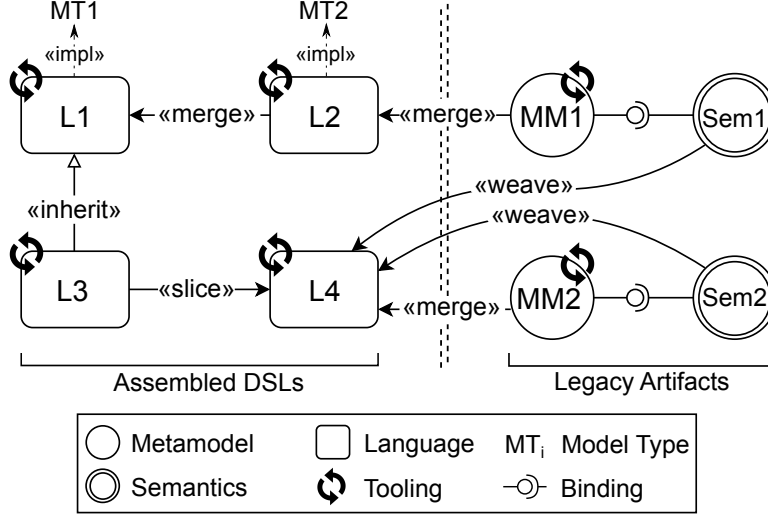 MT1 MT2
«impl» «impl»
L1 «merge» L2 «merge» MM1 Sem1
«weave»
«inherit» «weave»
L3 «slice» L4 «merge» MM2 Sem2
Assembled DSLs Legacy Artifacts
Metamodel Language MTi Model Type
Semantics Tooling Binding